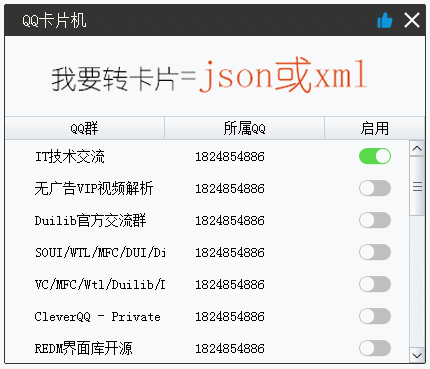 QQ卡片机
我要转卡片=json或xml
QQ群 所属QQ 启用
IT技术交流 1824854886
无广告VIP视频解析 1824854886
Duilib官方交流群 1824854886
SOUI/WTL/MFC/DUI/Di 1824854886
VC/MFC/Wtl/Duilib/I 1824854886
CleverQQ - Private 1824854886
REDM界面库开源 1824854886